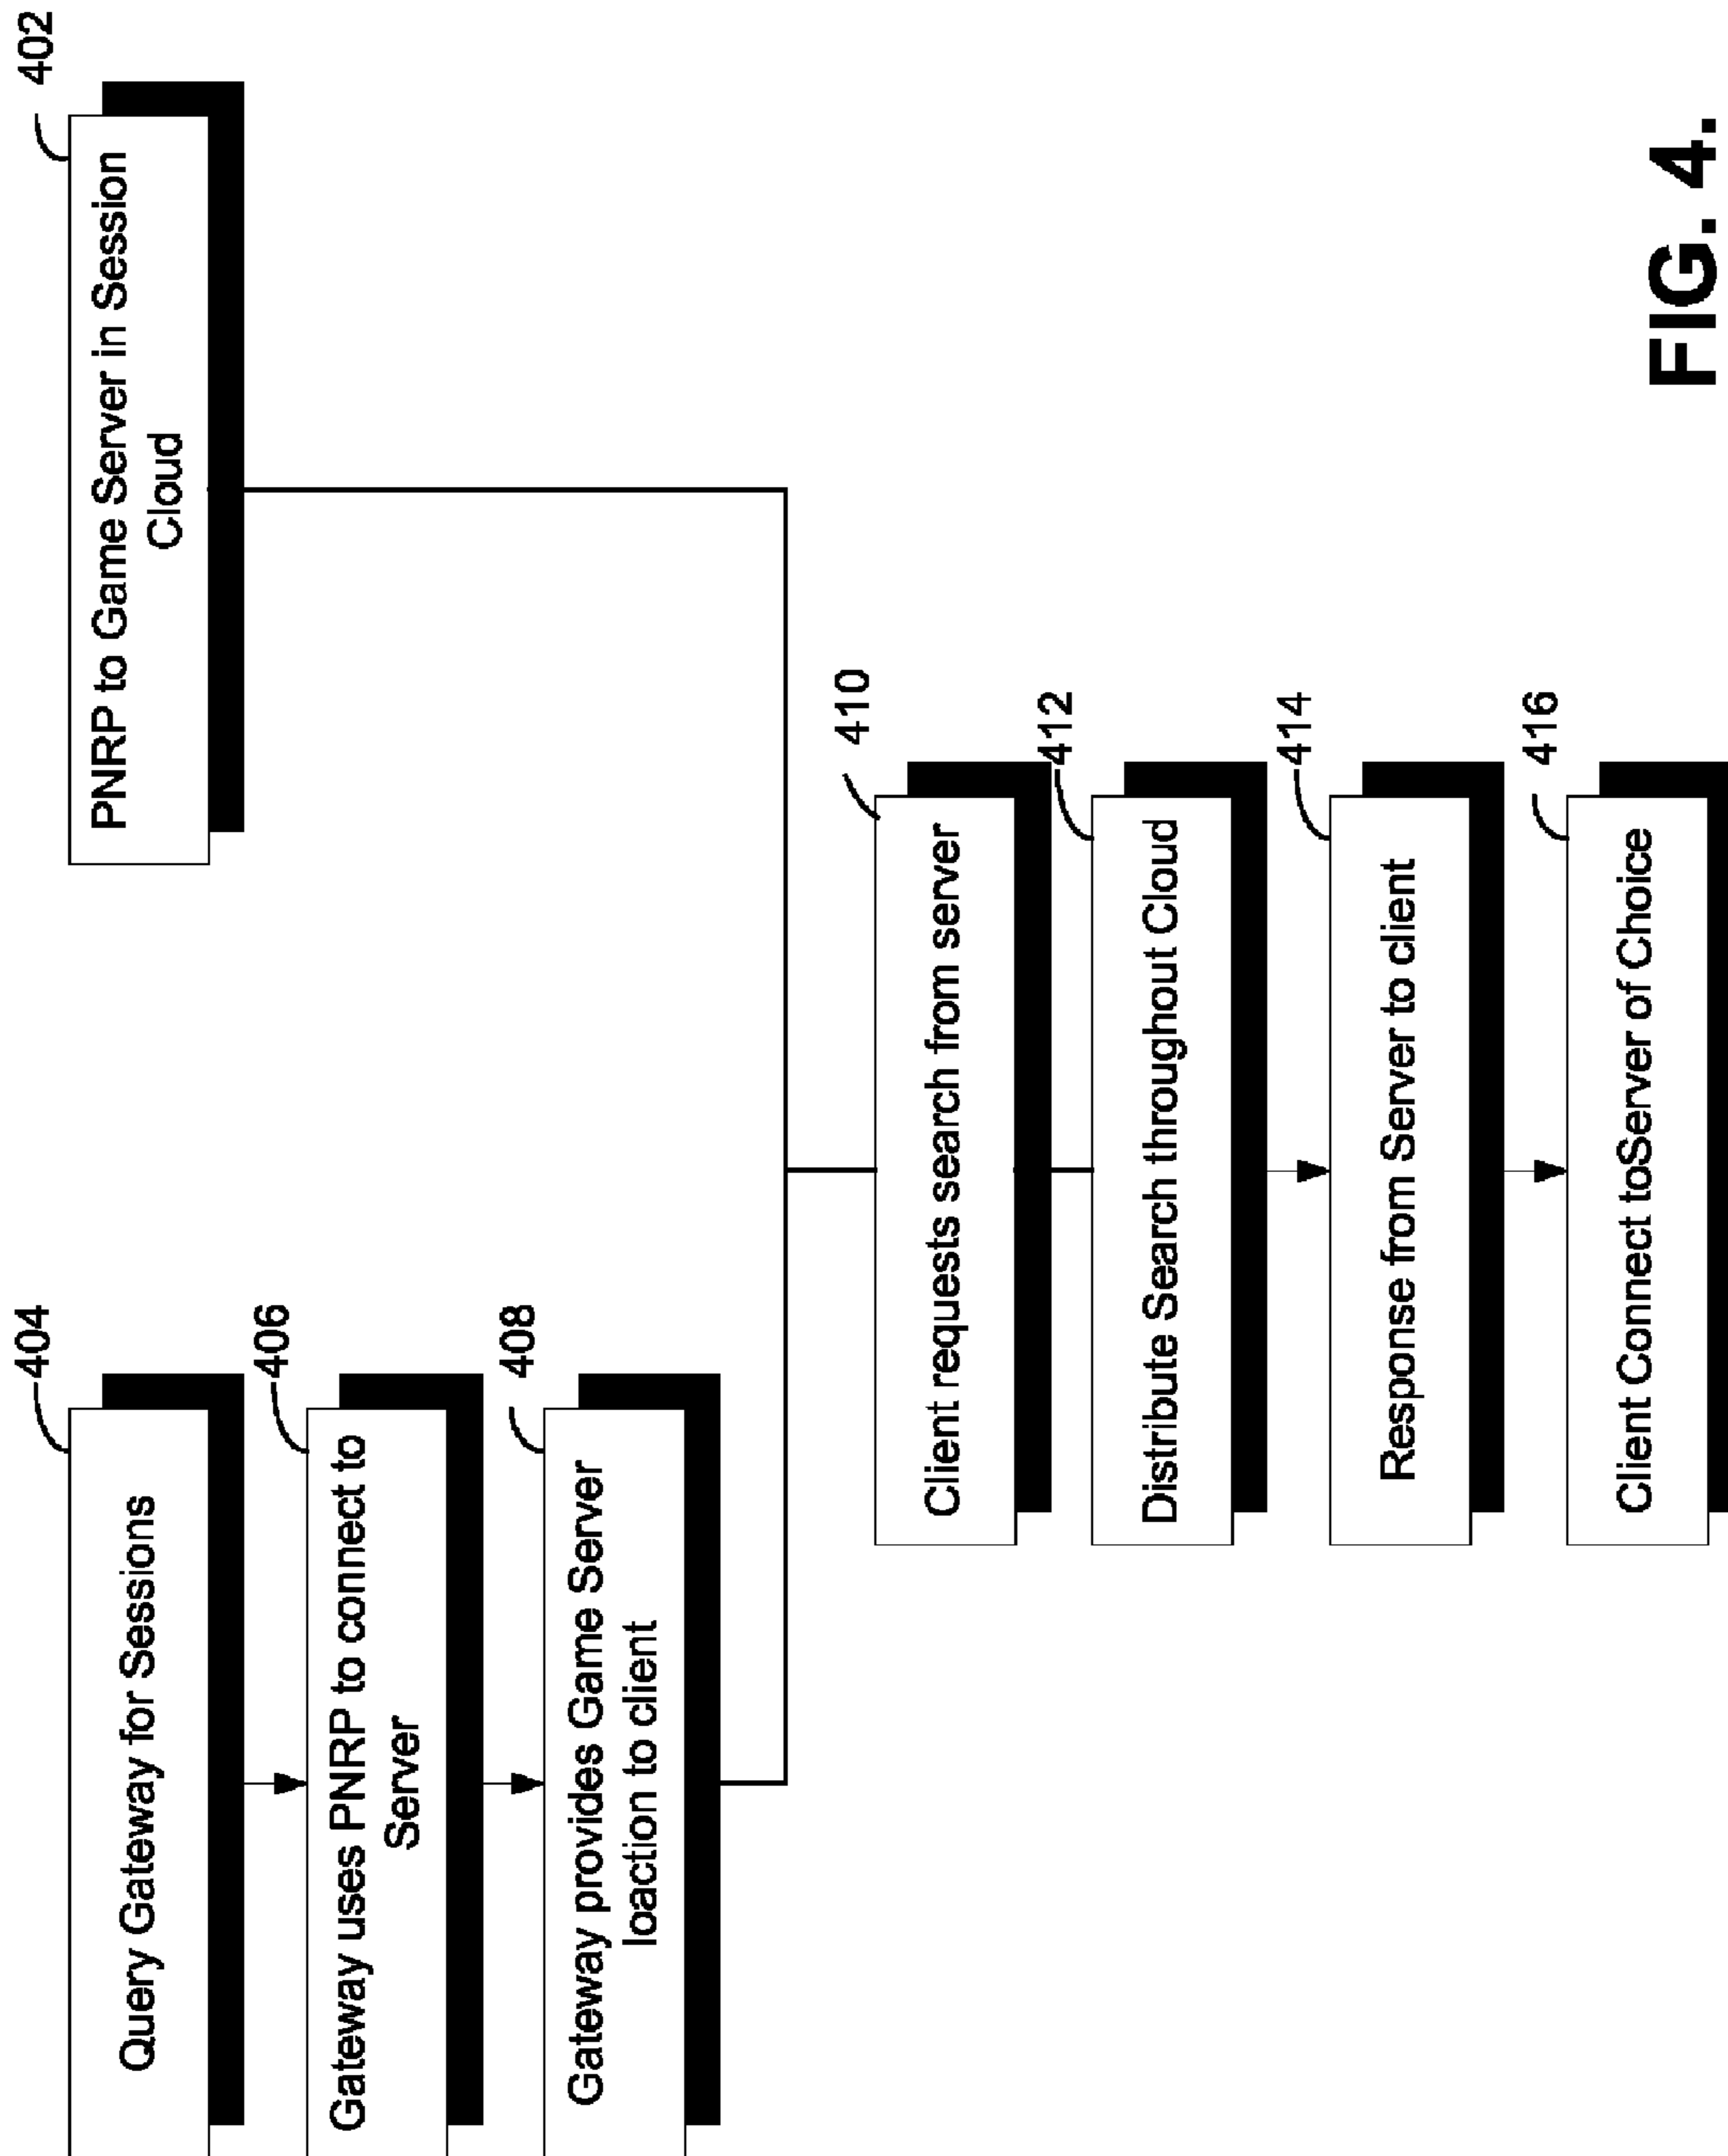 404
Query Gateway for Sessions
406
Gateway uses PNRP to connect to
Server
408
Gateway provides Game Server
loaction to client
402
PNRP to Game Server in Session
Cloud
410
Client requests search from server
412
Distribute Search throughout Cloud
414
Response from Server to client
416
Client Connect toServer of Choice
FIG. 4.